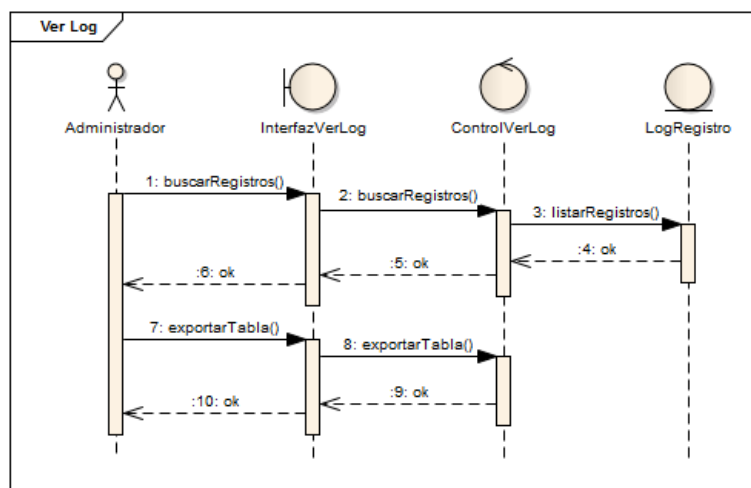 Ver Log
Administrador
InterfazVerLog
ControlVerLog
LogRegistro
1: buscarRegistros()
2: buscarRegistros()
3: listarRegistros()
:4: ok
:5: ok
:6: ok
7: exportarTabla()
8: exportarTabla()
:9: ok
:10: ok